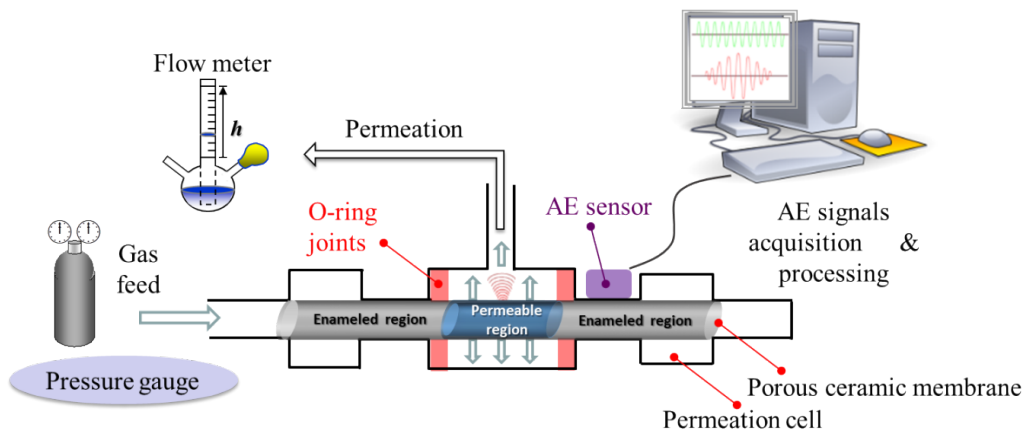 Flow meter
h
Permeation
O-ring
joints
AE sensor
AE signals
acquisition &
processing
Gas
feed
Enameled region
Permeable
region
Enameled region
Pressure gauge
Porous ceramic membrane
Permeation cell